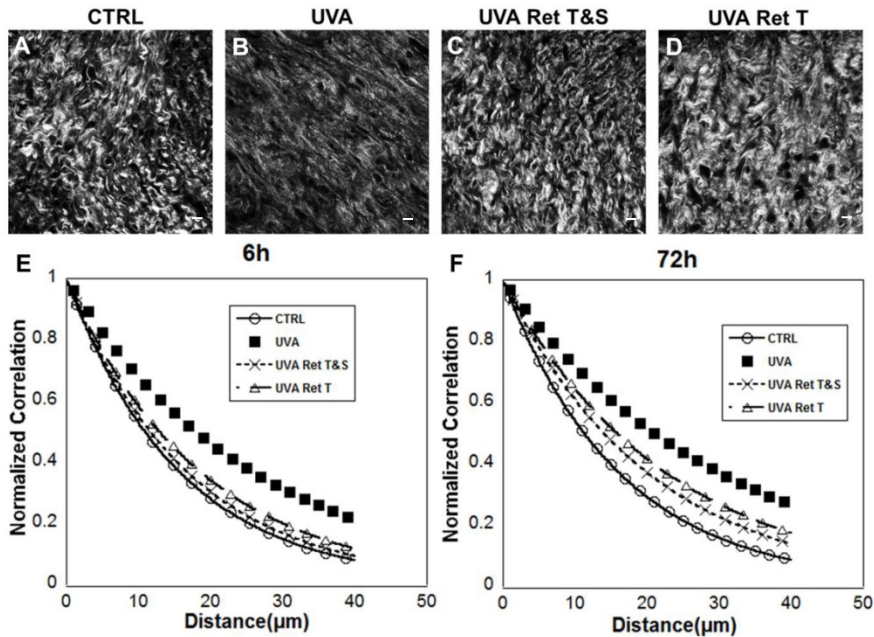 CTRL UVA UVA Ret T&S UVA Ret T
A B C D
E 6h
1
0.8
0.6
0.4
0.2
0
Normalized Correlation
CTRL
UVA
UVA Ret T&S
UVA Ret T
0 10 20 30 40 50
Distance(µm)
F 72h
1
0.8
0.6
0.4
0.2
0
Normalized Correlation
CTRL
UVA
UVA Ret T&S
UVA Ret T
0 10 20 30 40 50
Distance(µm)